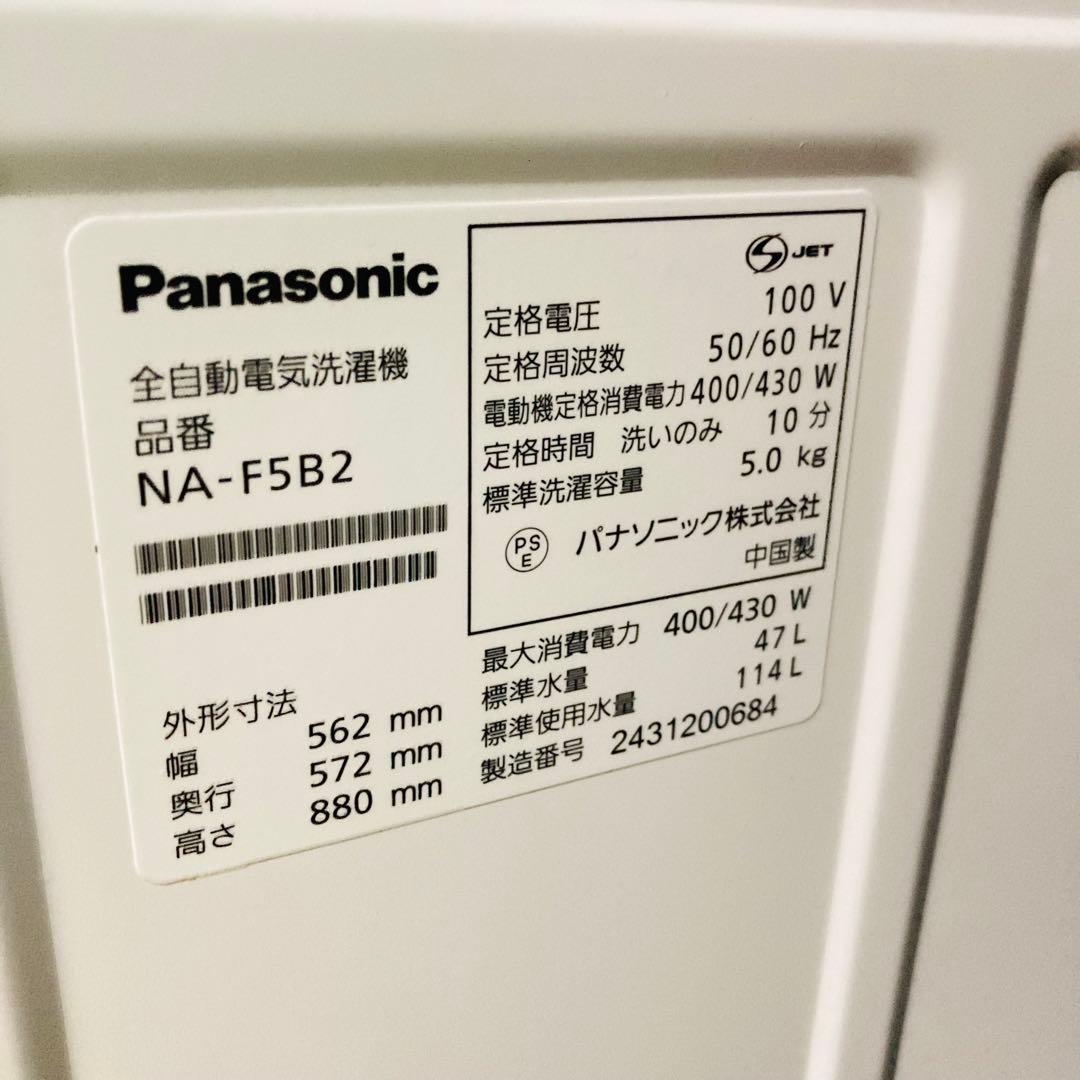 Panasonic
全自動電気洗濯機
品番
NA-F5B2
外形寸法
幅 562 mm
奥行 572 mm
高さ 880 mm
JET
定格電圧 100 V
定格周波数 50/60 Hz
電動機定格消費電力 400/430 W
定格時間 洗いのみ 10 分
標準洗濯容量 5.0 kg
PSE パナソニック株式会社
中国製
最大消費電力 400/430 W
標準水量 47 L
標準使用水量 114 L
製造番号 2431200684